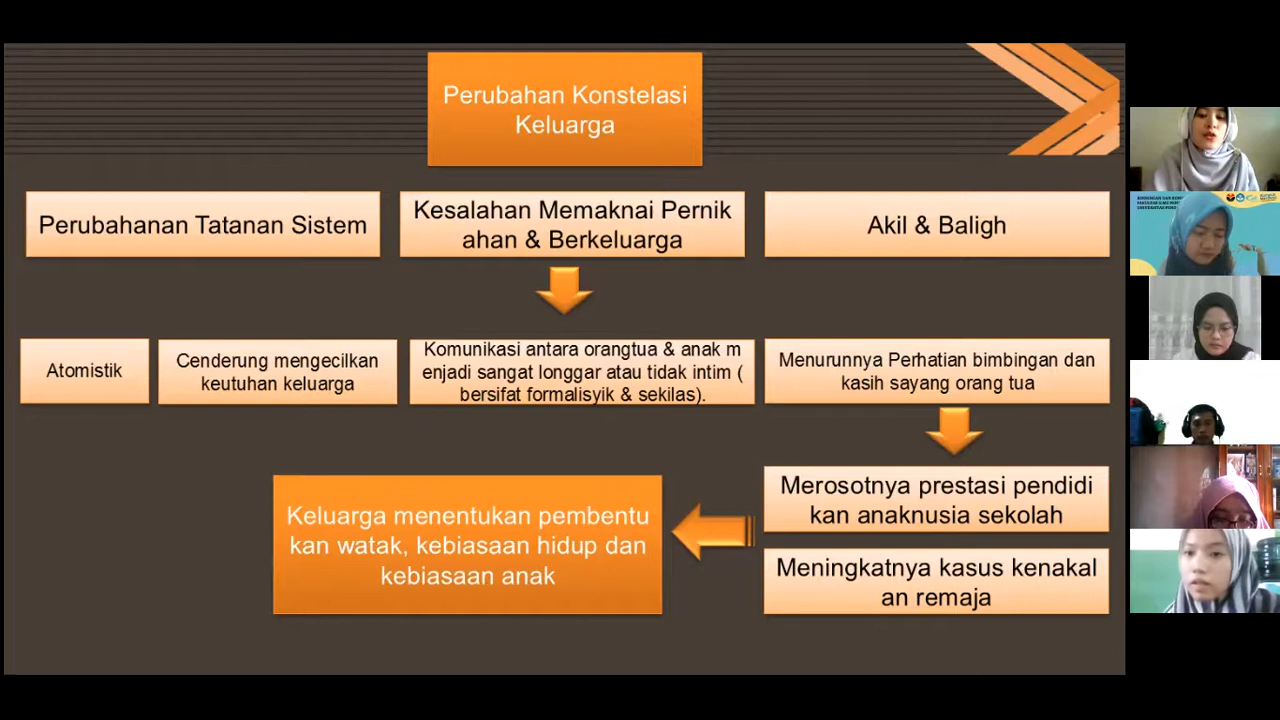 Perubahan Konstelasi
Keluarga
Perubahanan Tatanan Sistem
Kesalahan Memaknai Pernik
ahan & Berkeluarga
Akil & Baligh
Atomistik
Cenderung mengecilkan
keutuhan keluarga
Komunikasi antara orangtua & anak m
enjadi sangat longgar atau tidak intim (
bersifat formalisyik & sekilas).
Menurunnya Perhatian bimbingan dan
kasih sayang orang tua
Merosotnya prestasi pendidi
kan anaknusia sekolah
Meningkatnya kasus kenakal
an remaja
Keluarga menentukan pembentu
kan watak, kebiasaan hidup dan
kebiasaan anak